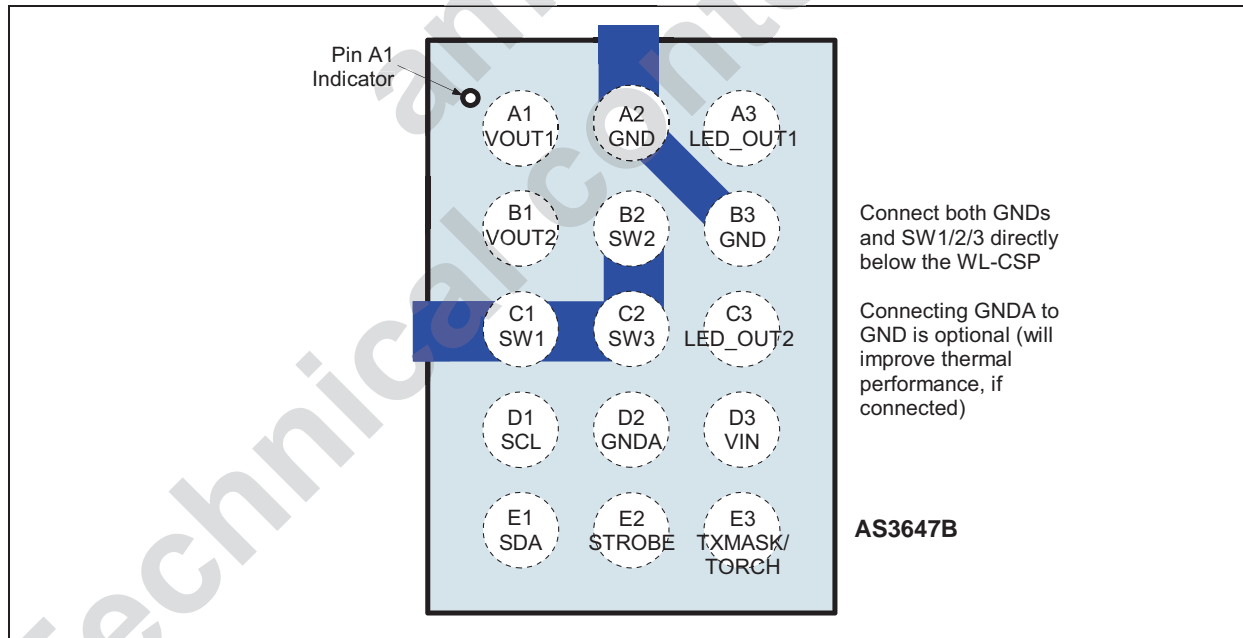 Pin A1
Indicator
A1
VOUT1
A2
GND
A3
LED_OUT1
B1
VOUT2
B2
SW2
B3
GND
C1
SW1
C2
SW3
C3
LED_OUT2
D1
SCL
D2
GNDA
D3
VIN
E1
SDA
E2
STROBE
E3
TXMASK/
TORCH
Connect both GNDs
and SW1/2/3 directly
below the WL-CSP
Connecting GNDA to
GND is optional (will
improve thermal
performance, if
connected)
AS3647B
Technical